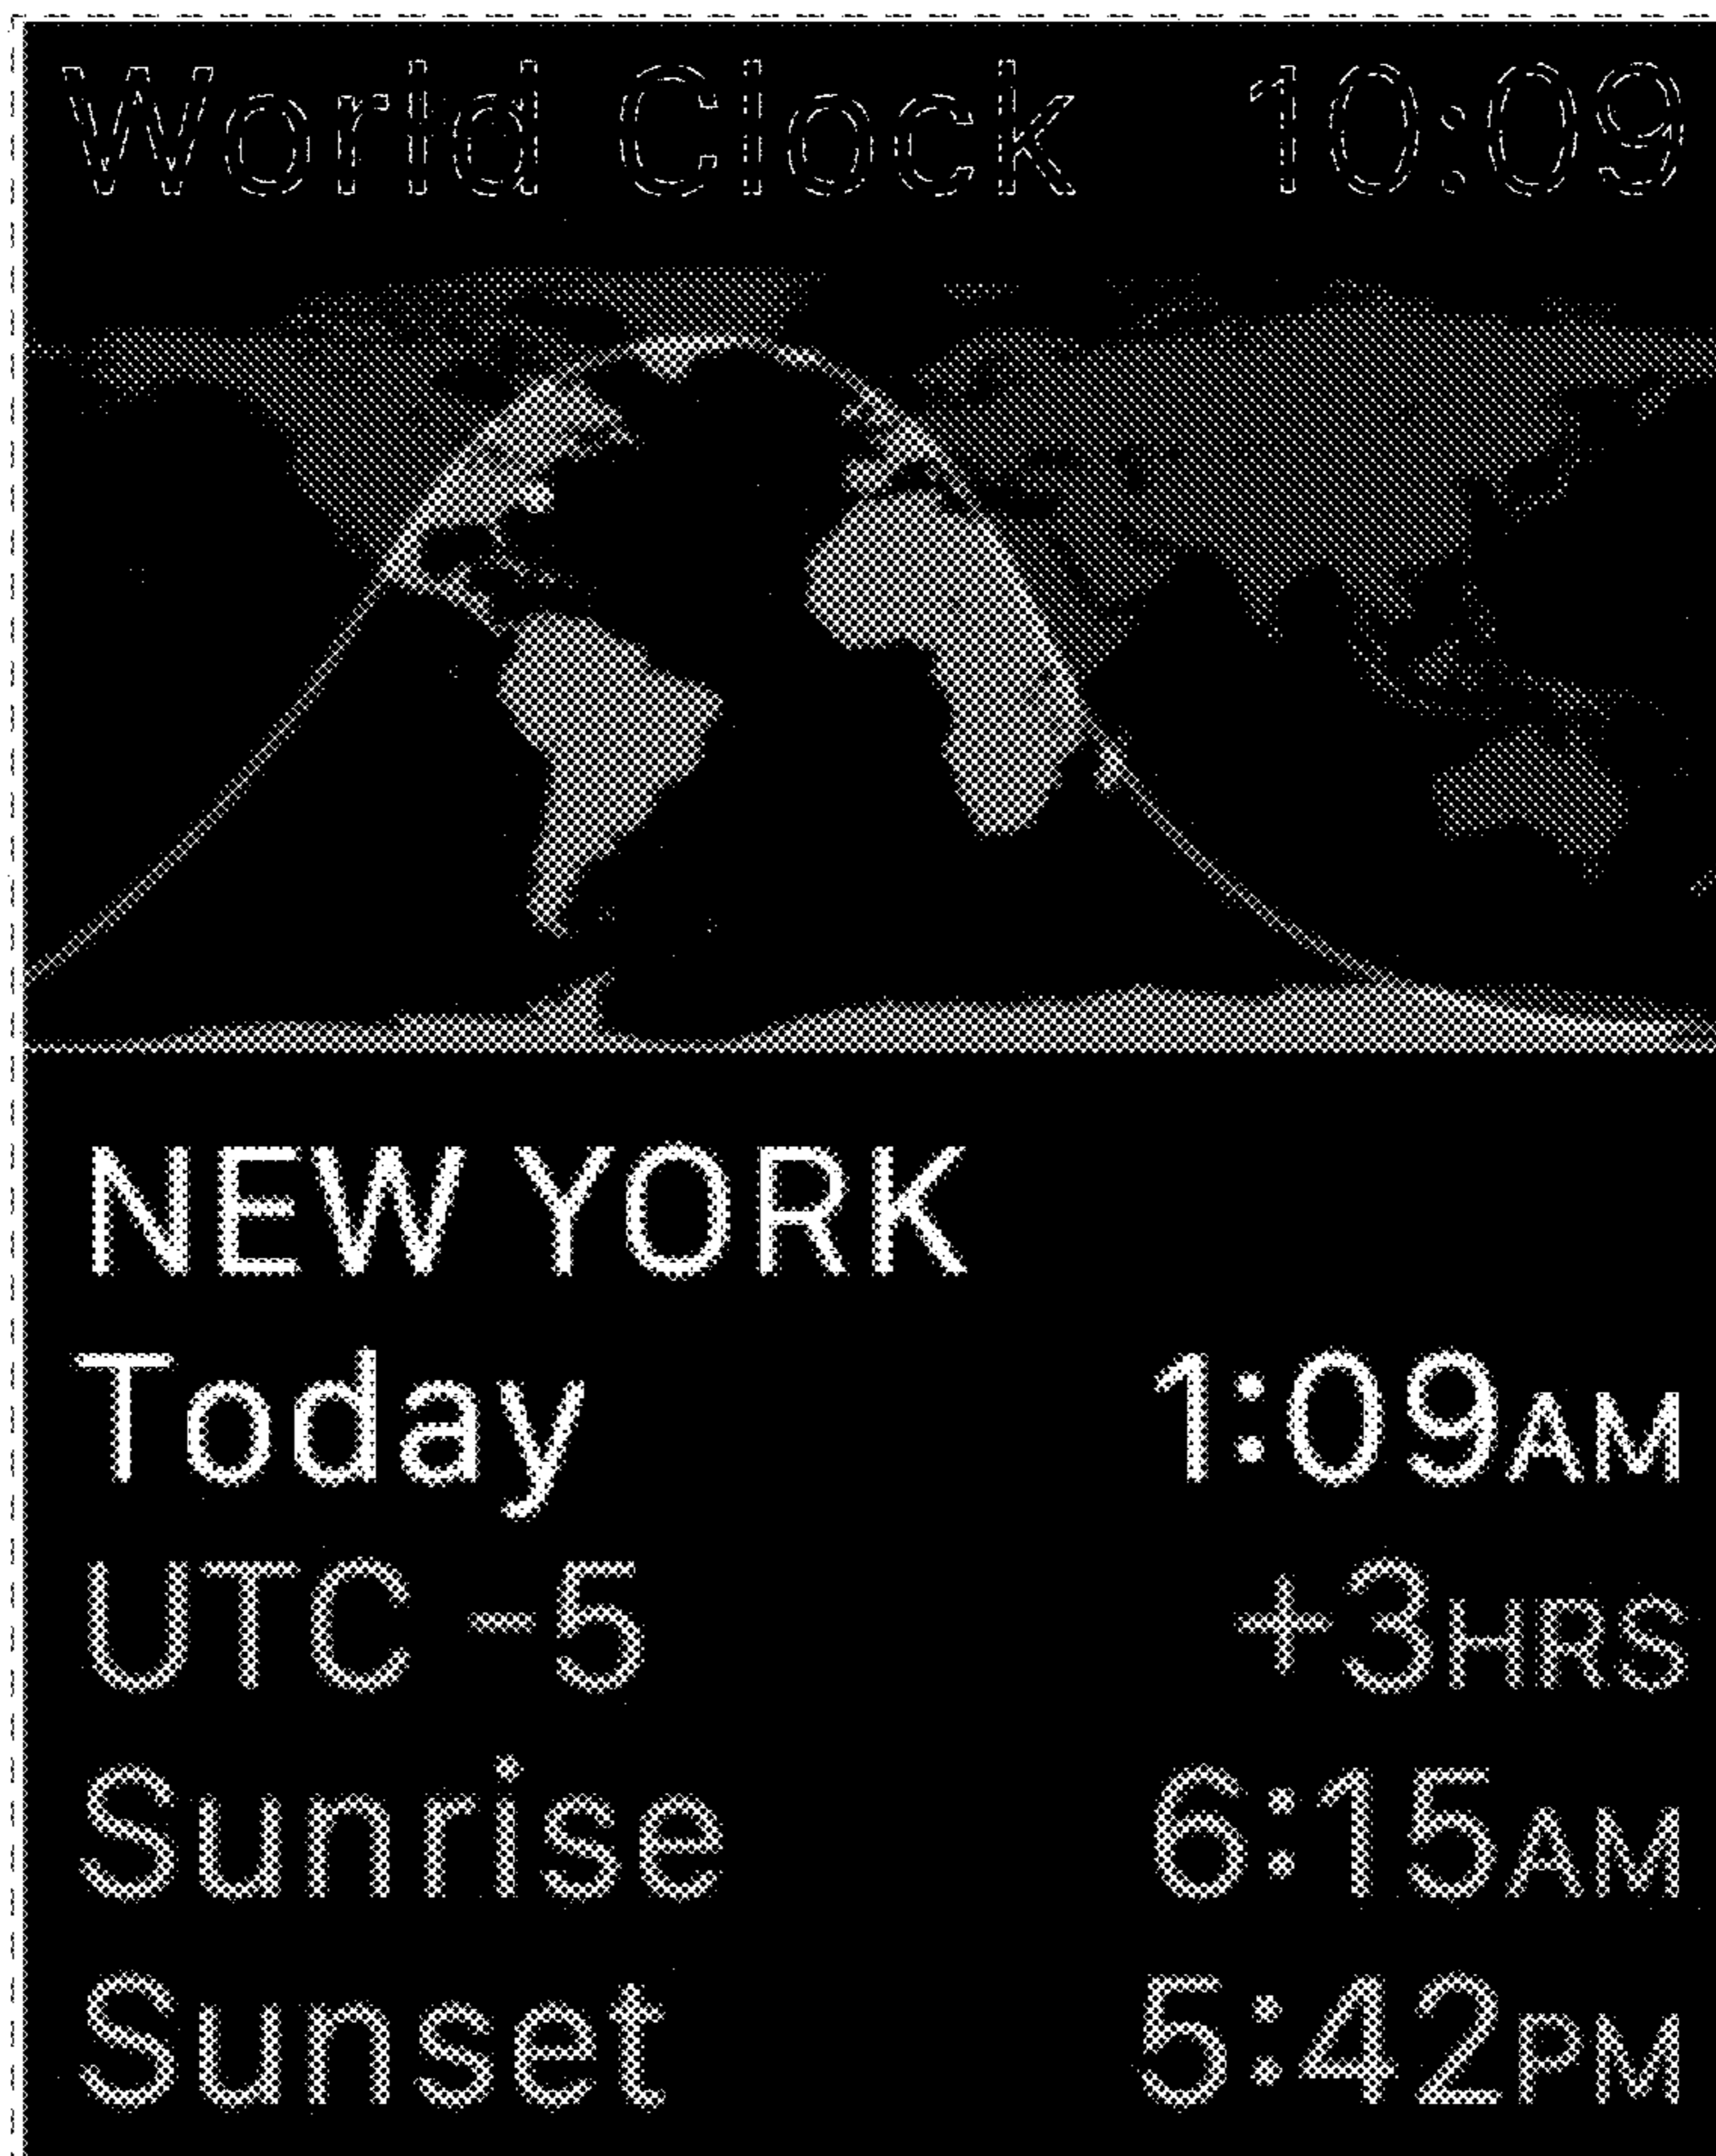 World Clock 10:09
NEW YORK
Today 1:09AM
UTC -5 +3HRS
Sunrise 6:15AM
Sunset 5:42PM